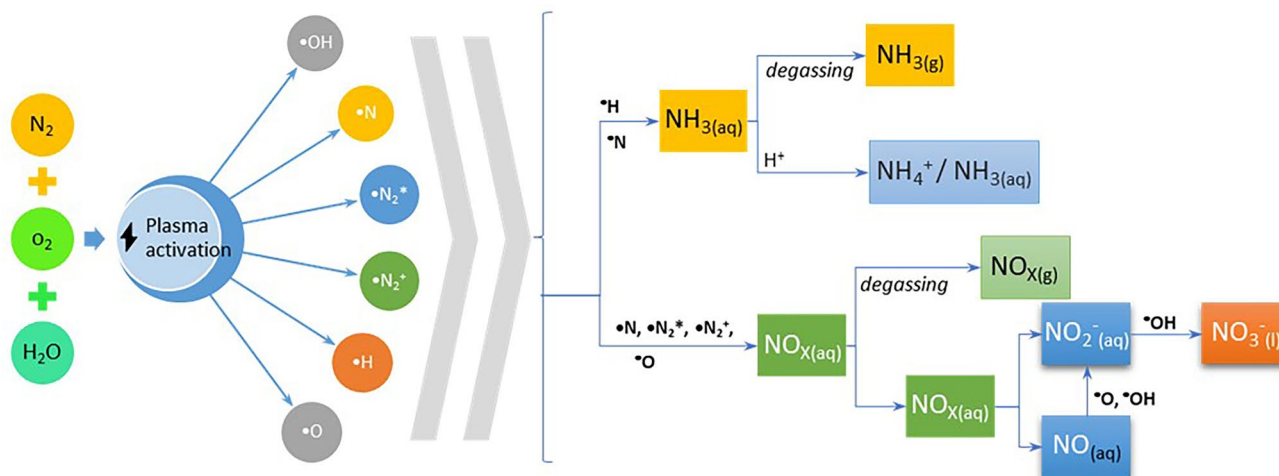 N₂
O₂
H₂O
Plasma
activation
•OH
•N
•N₂*
•N₂⁺
•H
•O
•H
•N
NH₃(aq)
degassing
NH₃(g)
H⁺
NH₄⁺ / NH₃(aq)
•N, •N₂*, •N₂⁺,
•O
NOX(aq)
degassing
NOX(g)
NOX(aq)
NO₂⁻(aq)
•OH
NO₃⁻(l)
•O, •OH
NO(aq)